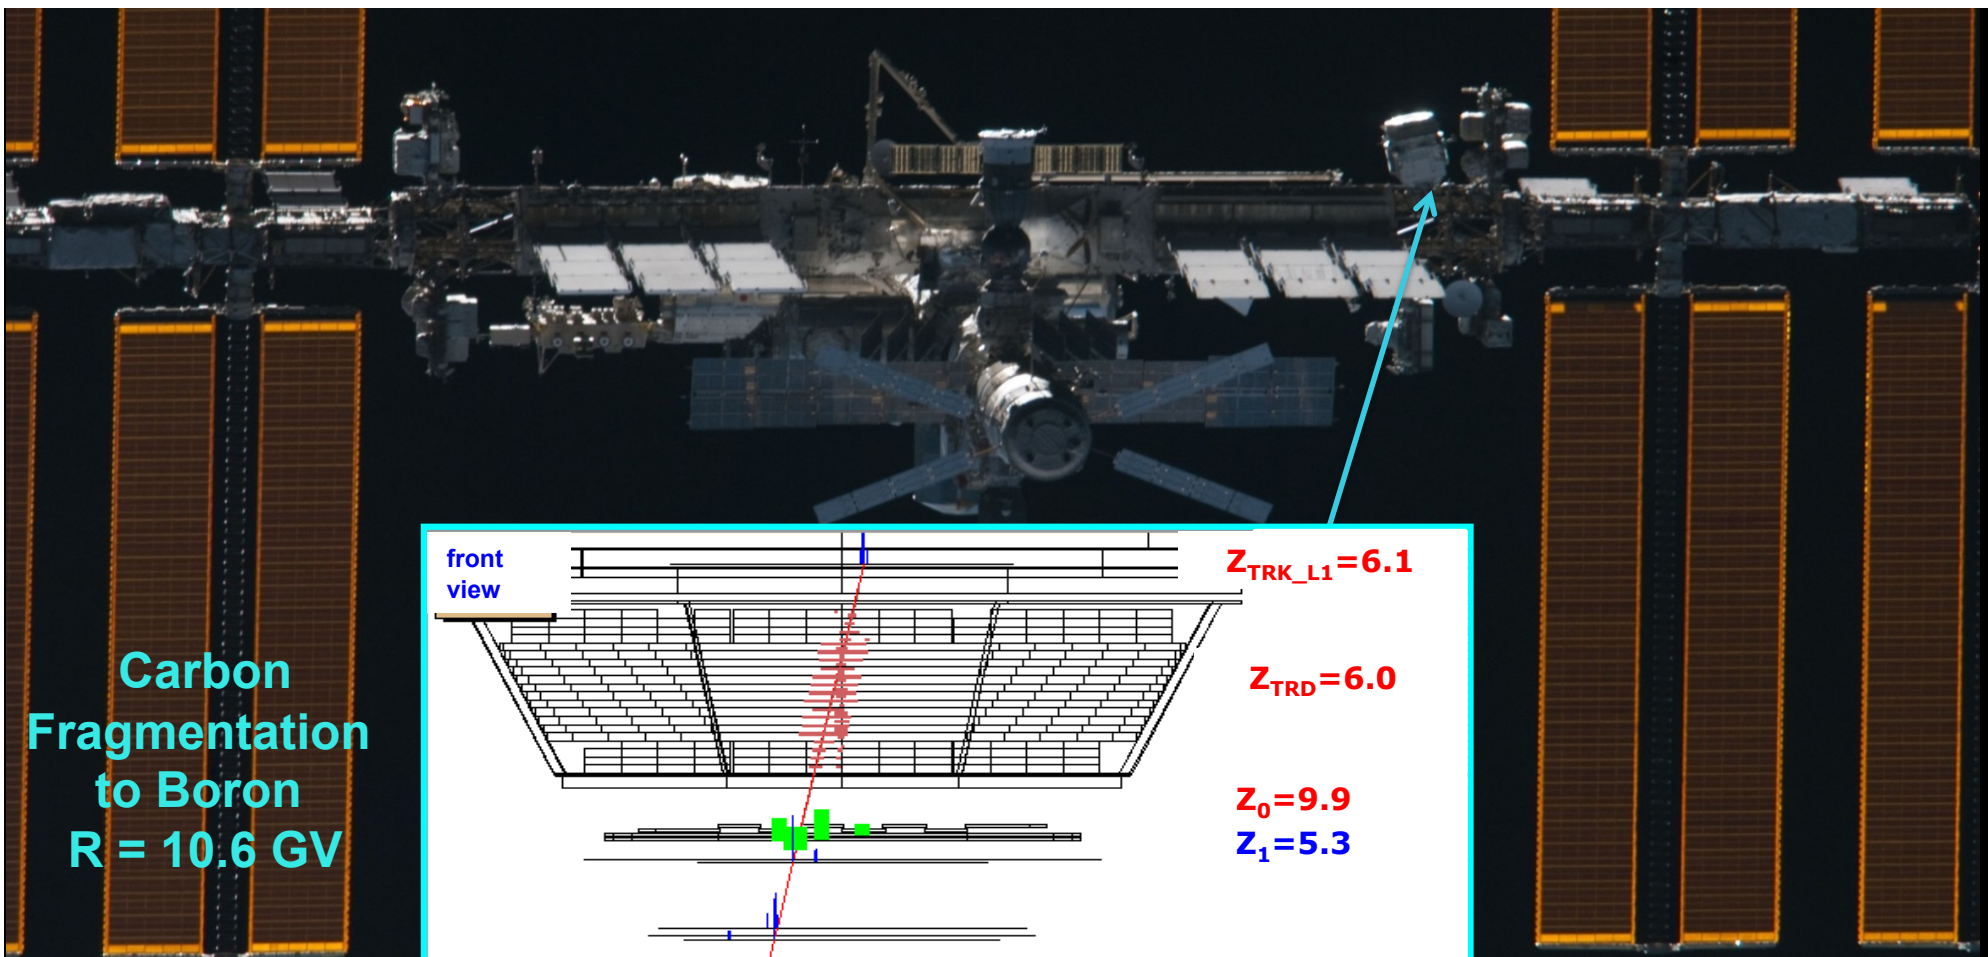 front
view
Z_TRK_L1=6.1
Z_TRD=6.0
Z_0=9.9
Z_1=5.3
Carbon
Fragmentation
to Boron
R = 10.6 GV